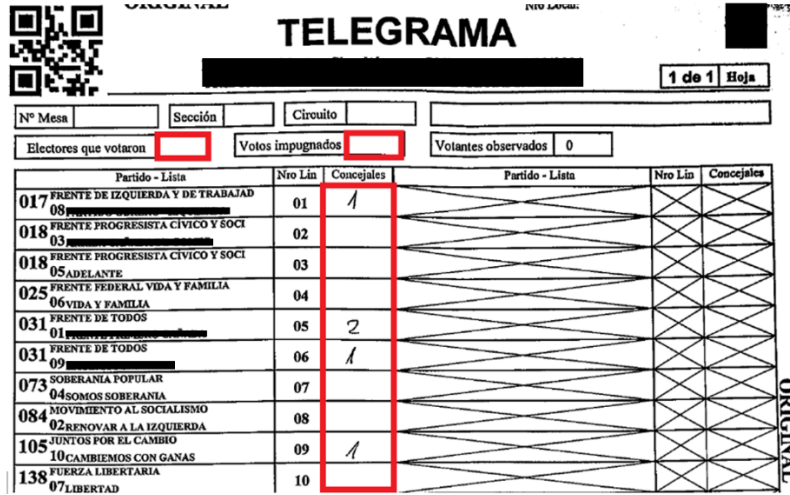 ORIGINAL
Nro Local:
TELEGRAMA
1 de 1 Hoja
Nº Mesa Sección Circuito
Electores que votaron Votos impugnados Votantes observados 0
Partido - Lista Nro Lin Concejales Partido - Lista Nro Lin Concejales
017 FRENTE DE IZQUIERDA Y DE TRABAJAD 01 1
08
018 FRENTE PROGRESISTA CÍVICO Y SOCI 02
03
018 FRENTE PROGRESISTA CÍVICO Y SOCI 03
05 ADELANTE
025 FRENTE FEDERAL VIDA Y FAMILIA 04
06 VIDA Y FAMILIA
031 FRENTE DE TODOS 05 2
01
031 FRENTE DE TODOS 06 1
09
073 SOBERANIA POPULAR 07
04 SOMOS SOBERANIA
084 MOVIMIENTO AL SOCIALISMO 08
02 RENOVAR A LA IZQUIERDA
105 JUNTOS POR EL CAMBIO 09 1
10 CAMBIEMOS CON GANAS
138 FUERZA LIBERTARIA 10
07 LIBERTAD
ORIGINAL